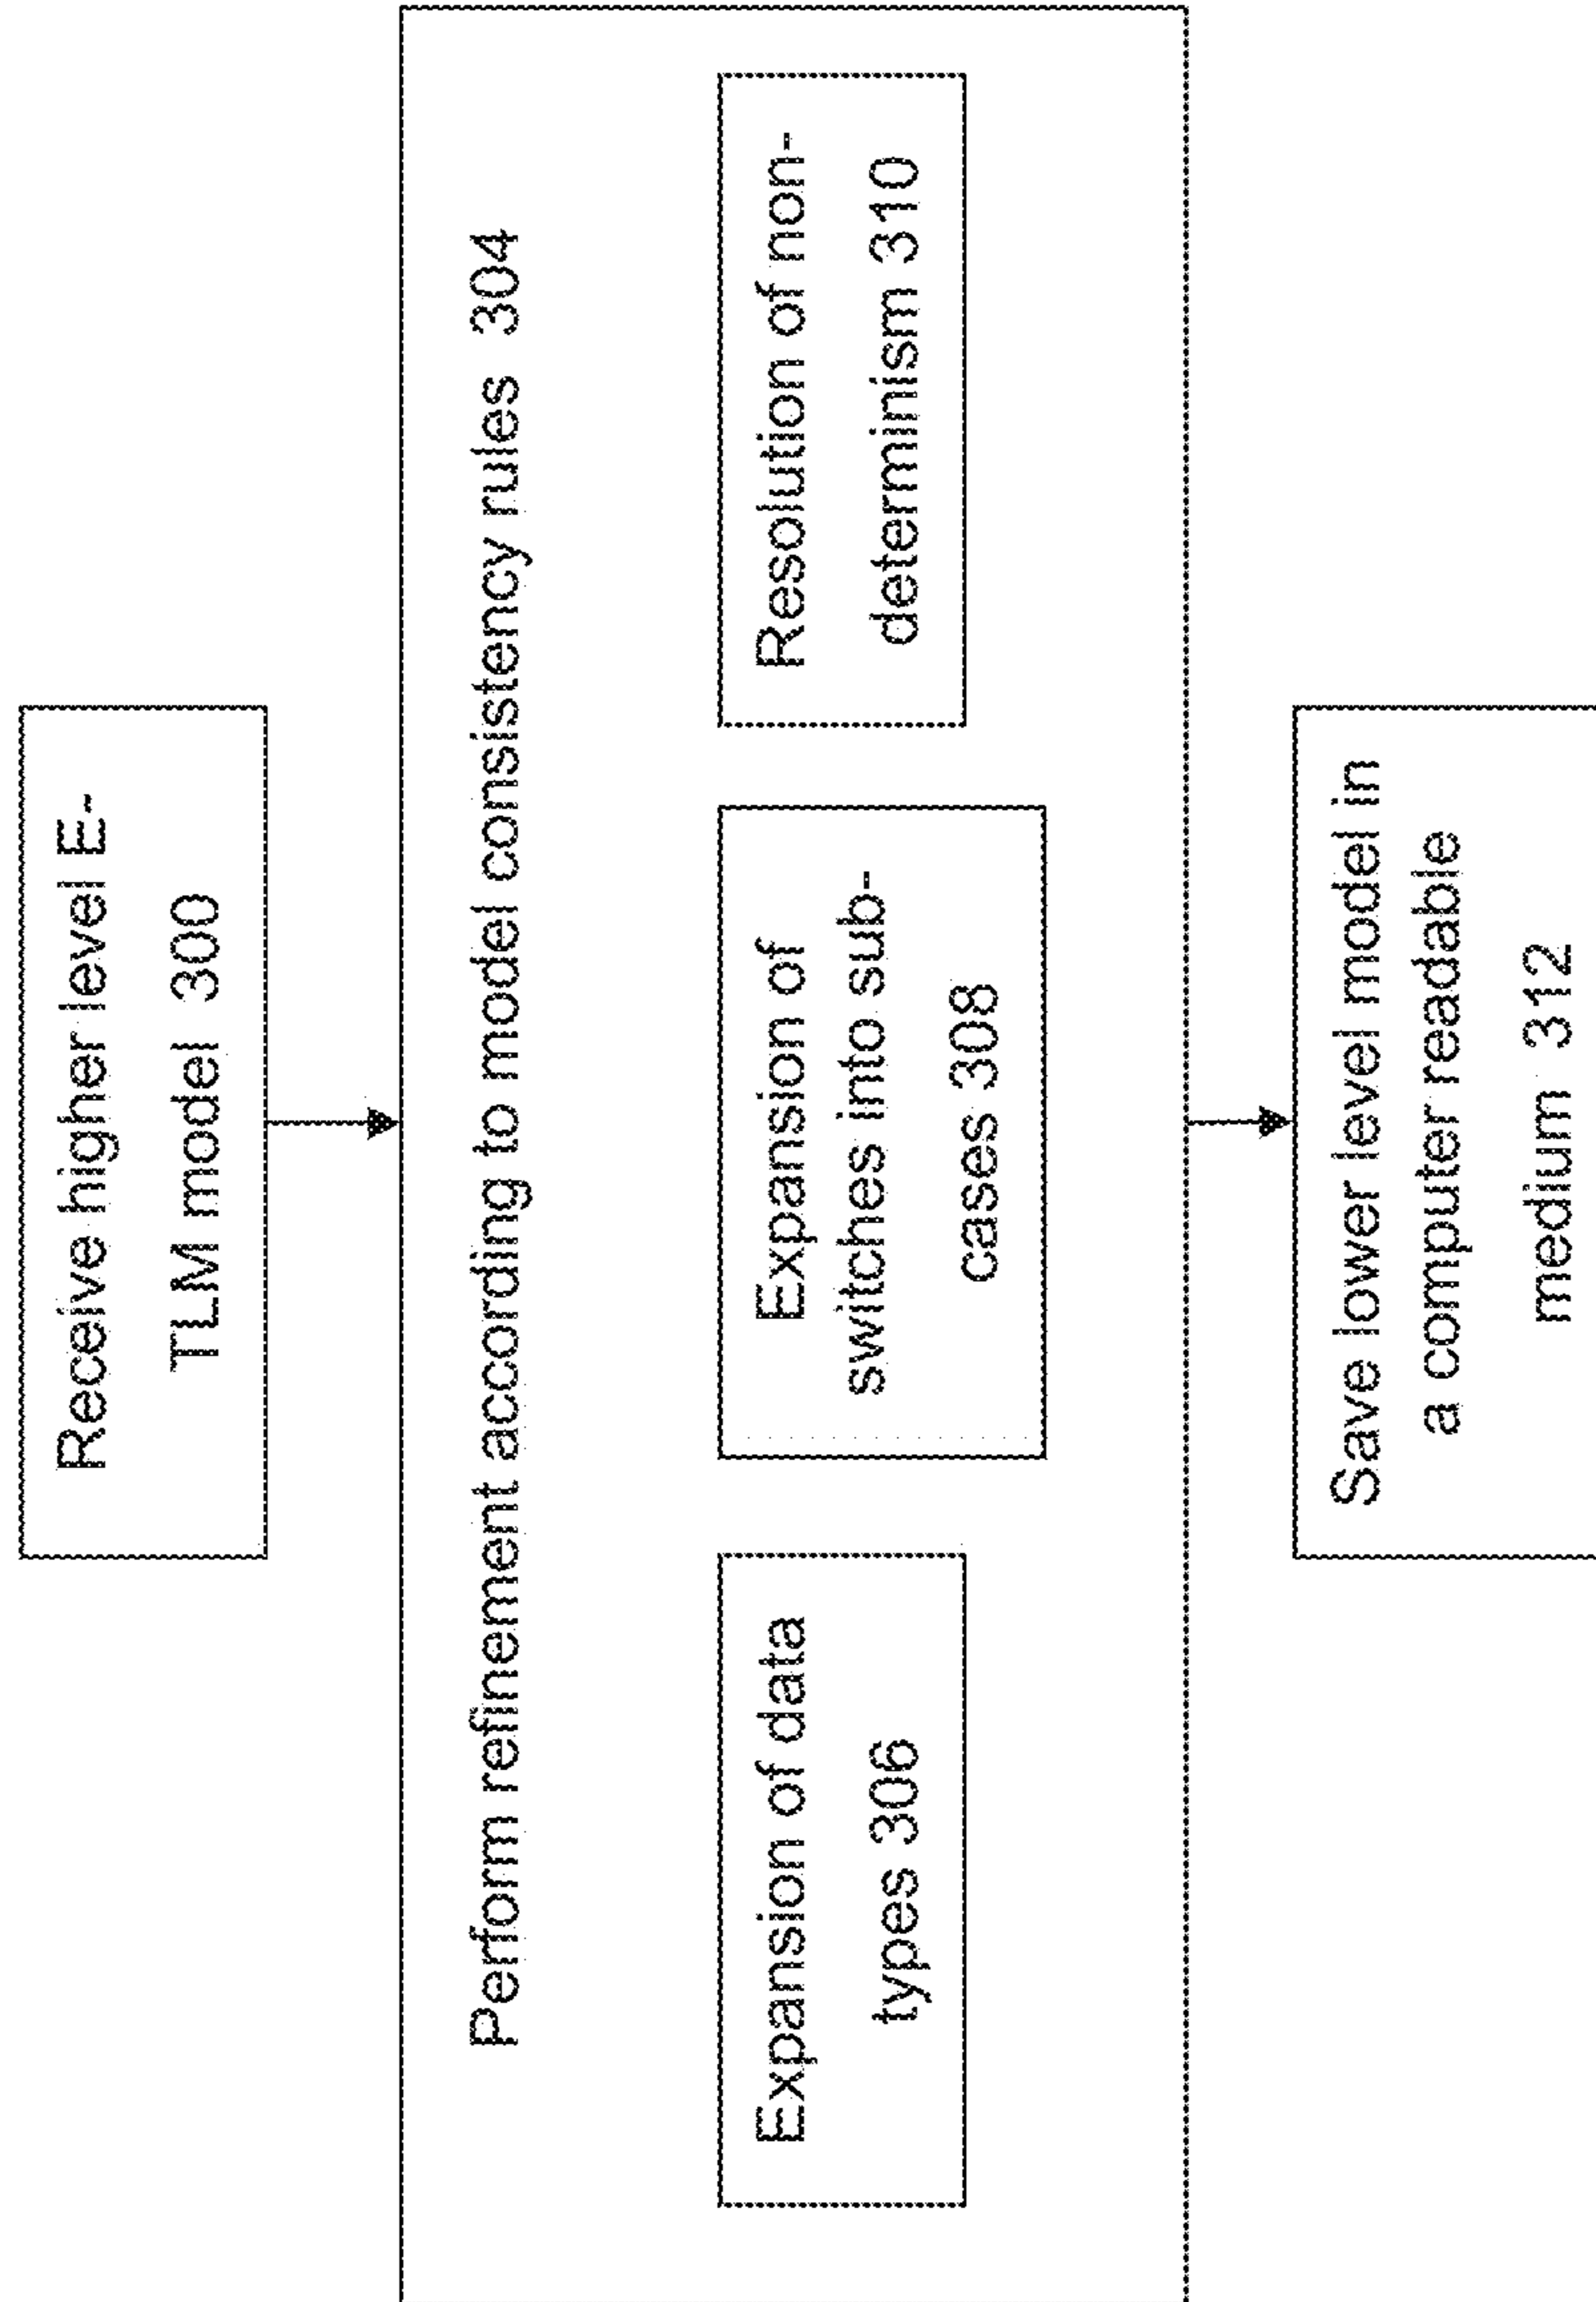 Receive higher level E-
TLM model 300
Perform refinement according to model consistency rules 304
Expansion of data
types 306
Expansion of
switches into sub-
cases 308
Resolution of non-
determinism 310
Save lower level model in
a computer readable
medium 312